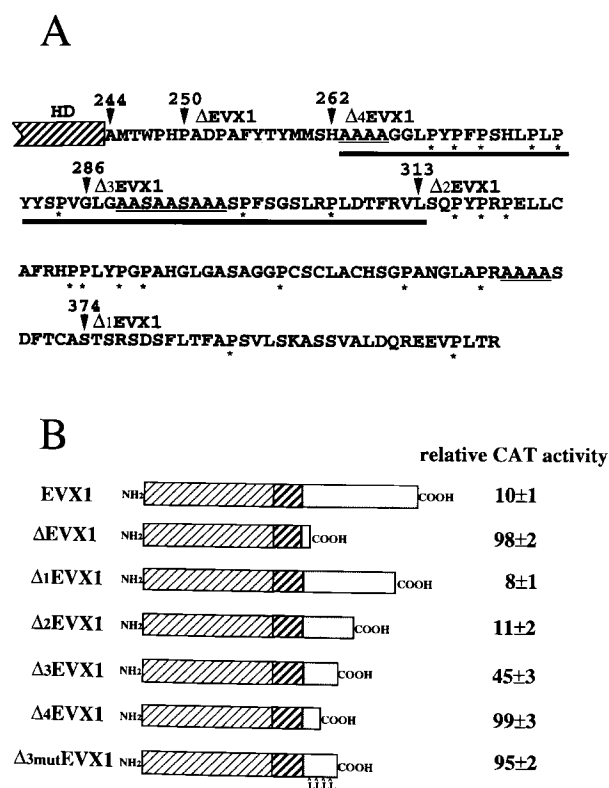 A
244 250 ΔEVX1 262 Δ4EVX1
HD
AMTWPHPADPAFYTYMMSHAAAAGGLPYPFPSHLPLP
* * * * *
286 Δ3EVX1 313 Δ2EVX1
YYSPVGLGAASAASAAASPFSGSLRPLDTFRVLSQPYPRPELLC
* * * * * *
AFRHPPLYPGPAHGLGASAGGPCSCLACHSGPANGLAPRAAAAS
* * * * * * *
374 Δ1EVX1
DFTCASTSRSDSFLTFAPSVLSKASSVALDQREEVPLTR
* *
B
relative CAT activity
EVX1 NH2 COOH 10±1
ΔEVX1 NH2 COOH 98±2
Δ1EVX1 NH2 COOH 8±1
Δ2EVX1 NH2 COOH 11±2
Δ3EVX1 NH2 COOH 45±3
Δ4EVX1 NH2 COOH 99±3
Δ3mutEVX1 NH2 COOH 95±2
LLLL